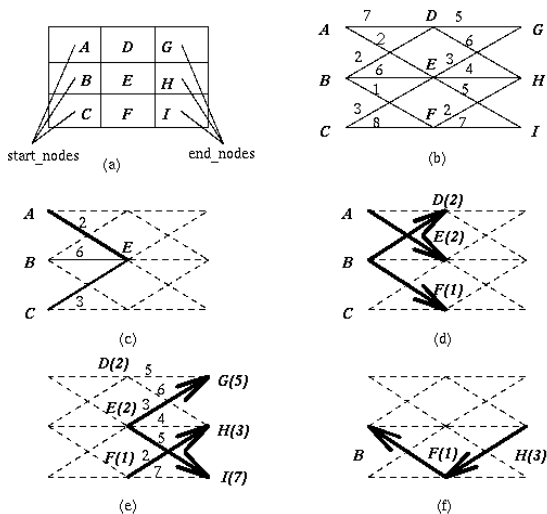 A D G
B E H
C F I
start_nodes
end_nodes
(a)
A 7 D 5 G
2 6
B 2 6 E 3 4 H
1 5
C 3 8 F 2 7 I
(b)
A
2
B 6 E
3
C
(c)
A D(2)
E(2)
B
F(1)
C
(d)
D(2) 5
6 G(5)
E(2) 3
4 H(3)
5
F(1) 2
7 I(7)
(e)
B F(1) H(3)
(f)